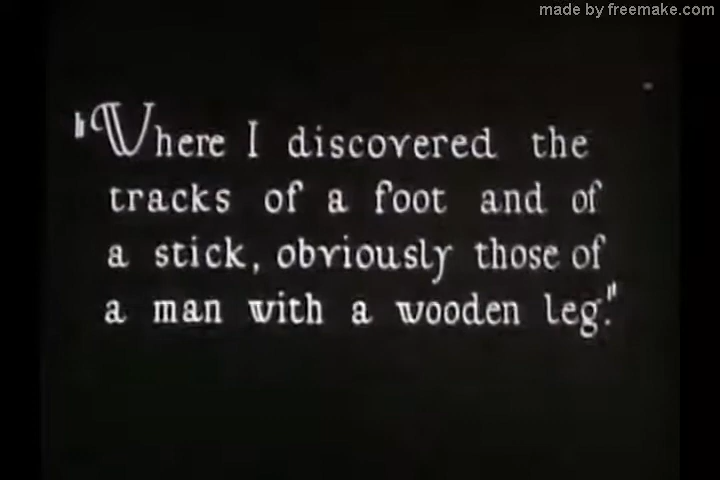 made by freemake.com
"Where I discovered the
tracks of a foot and of
a stick, obviously those of
a man with a wooden leg."